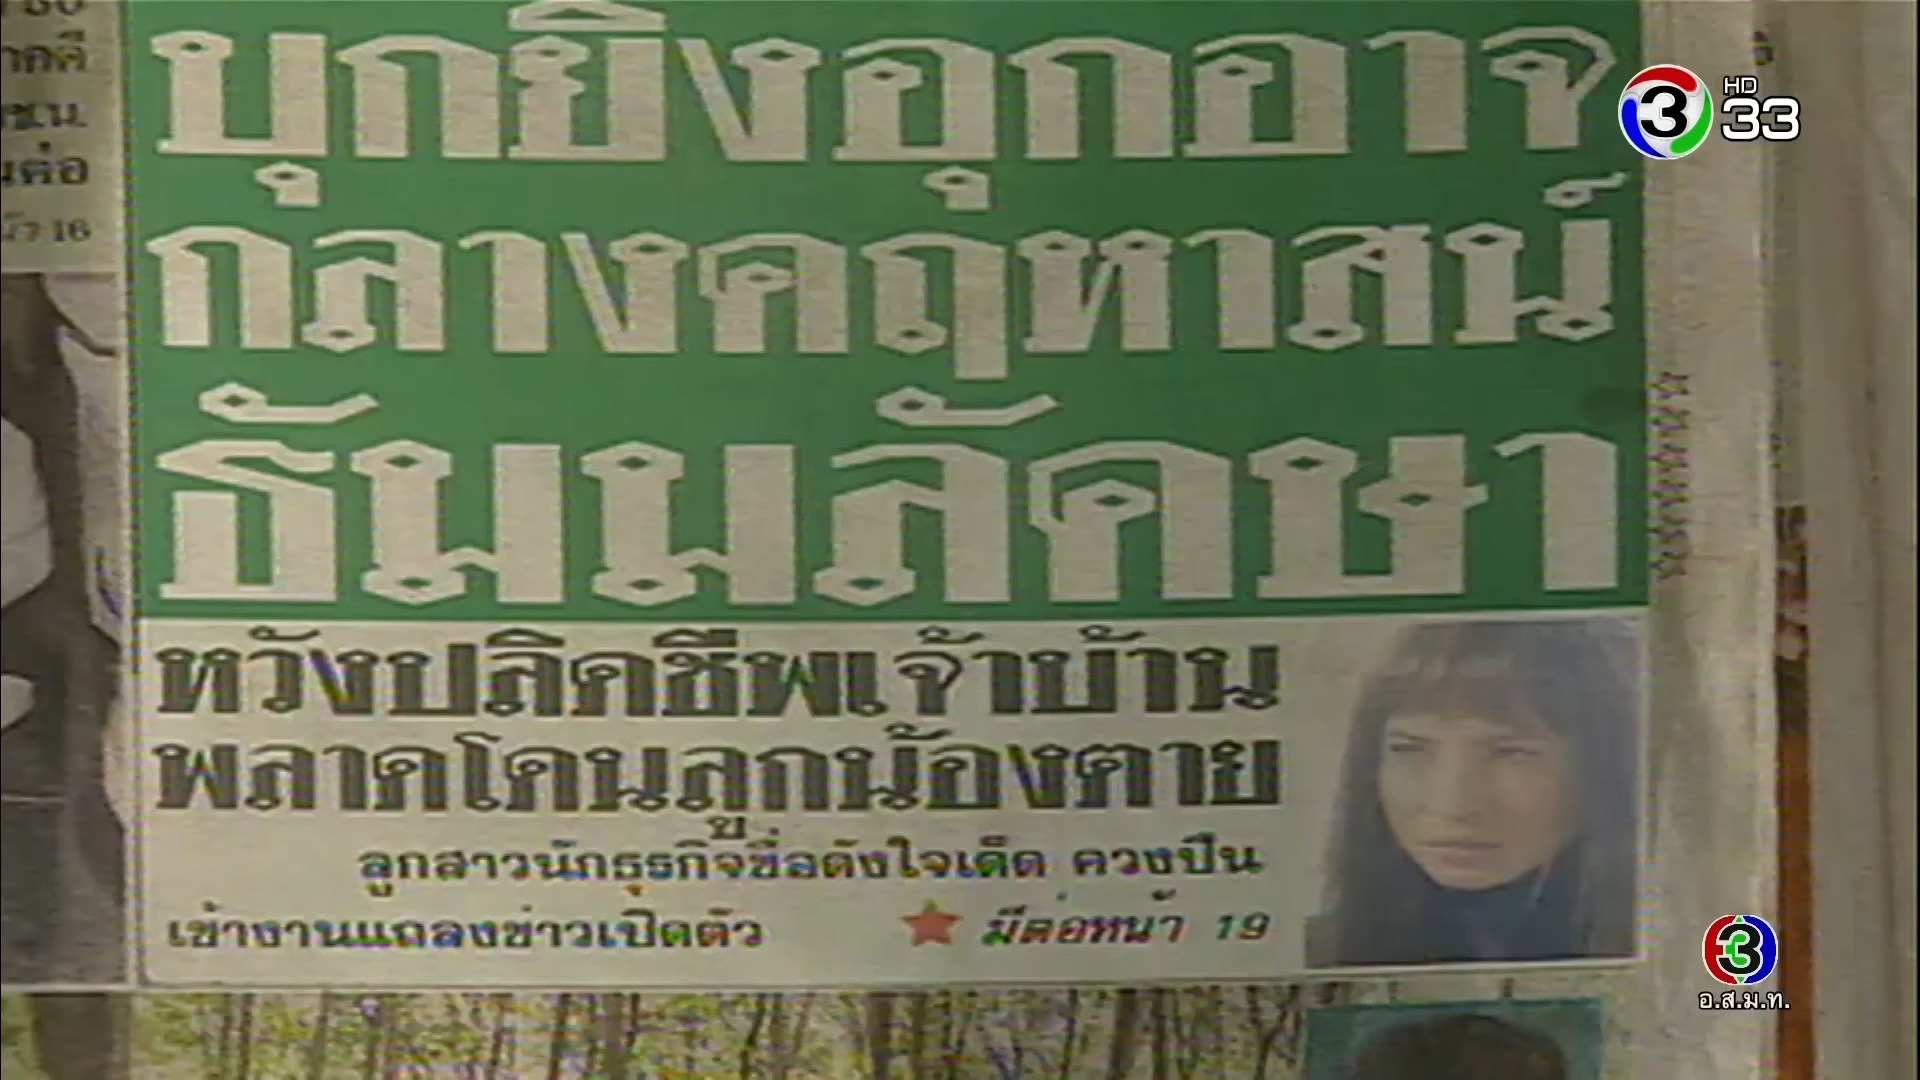 บุกยิงอุกอาจ
กลางคฤหาสน์
ธัมมลัคษา
หวังปลิดชีพเจ้าบ้าน
พลาดโดนลูกน้องตาย
ลูกสาวนักธุรกิจชื่อดังใจเด็ด ควงปืน
เข้างานแถลงข่าวเปิดตัว
มีต่อหน้า 19
3 HD 33
3
อ.ส.ม.ท.